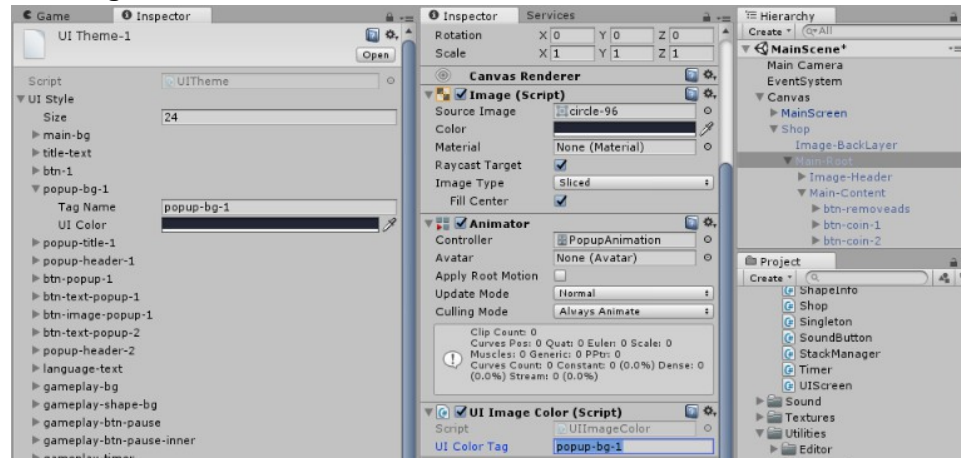 Game
Inspector
UI Theme-1
Open
Script
UITheme
UI Style
Size
24
main-bg
title-text
btn-1
popup-bg-1
Tag Name
popup-bg-1
UI Color
popup-title-1
popup-header-1
btn-popup-1
btn-text-popup-1
btn-image-popup-1
btn-text-popup-2
popup-header-2
language-text
gameplay-bg
gameplay-shape-bg
gameplay-btn-pause
gameplay-btn-pause-inner
gameplay-timer
Inspector
Services
Rotation X 0 Y 0 Z 0
Scale X 1 Y 1 Z 1
Canvas Renderer
Image (Script)
Source Image circle-96
Color
Material None (Material)
Raycast Target
Image Type Sliced
Fill Center
Animator
Controller PopupAnimation
Avatar None (Avatar)
Apply Root Motion
Update Mode Normal
Culling Mode Always Animate
Clip Count: 0
Curves Pos: 0 Quat: 0 Euler: 0 Scale: 0
Muscles: 0 Generic: 0 PPtr: 0
Curves Count: 0 Constant: 0 (0.0%) Dense: 0
(0.0%) Stream: 0 (0.0%)
UI Image Color (Script)
Script UIImageColor
UI Color Tag popup-bg-1
Hierarchy
Create All
MainScene*
Main Camera
EventSystem
Canvas
MainScreen
Shop
Image-BackLayer
Main-Root
Image-Header
Main-Content
btn-removeads
btn-coin-1
btn-coin-2
Project
Create
ShapeInfo
Shop
Singleton
SoundButton
StackManager
Timer
UIScreen
Sound
Textures
Utilities
Editor